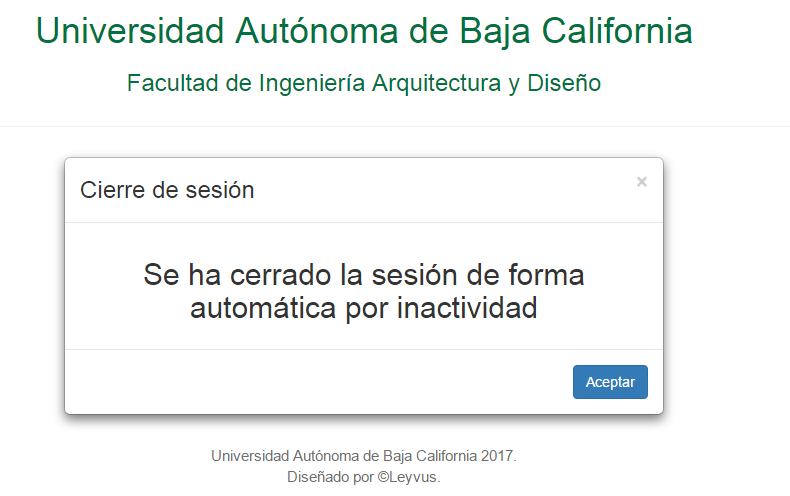 Universidad Autónoma de Baja California
Facultad de Ingeniería Arquitectura y Diseño
Cierre de sesión ×
Se ha cerrado la sesión de forma
automática por inactividad
Aceptar
Universidad Autónoma de Baja California 2017.
Diseñado por ©Leyvus.